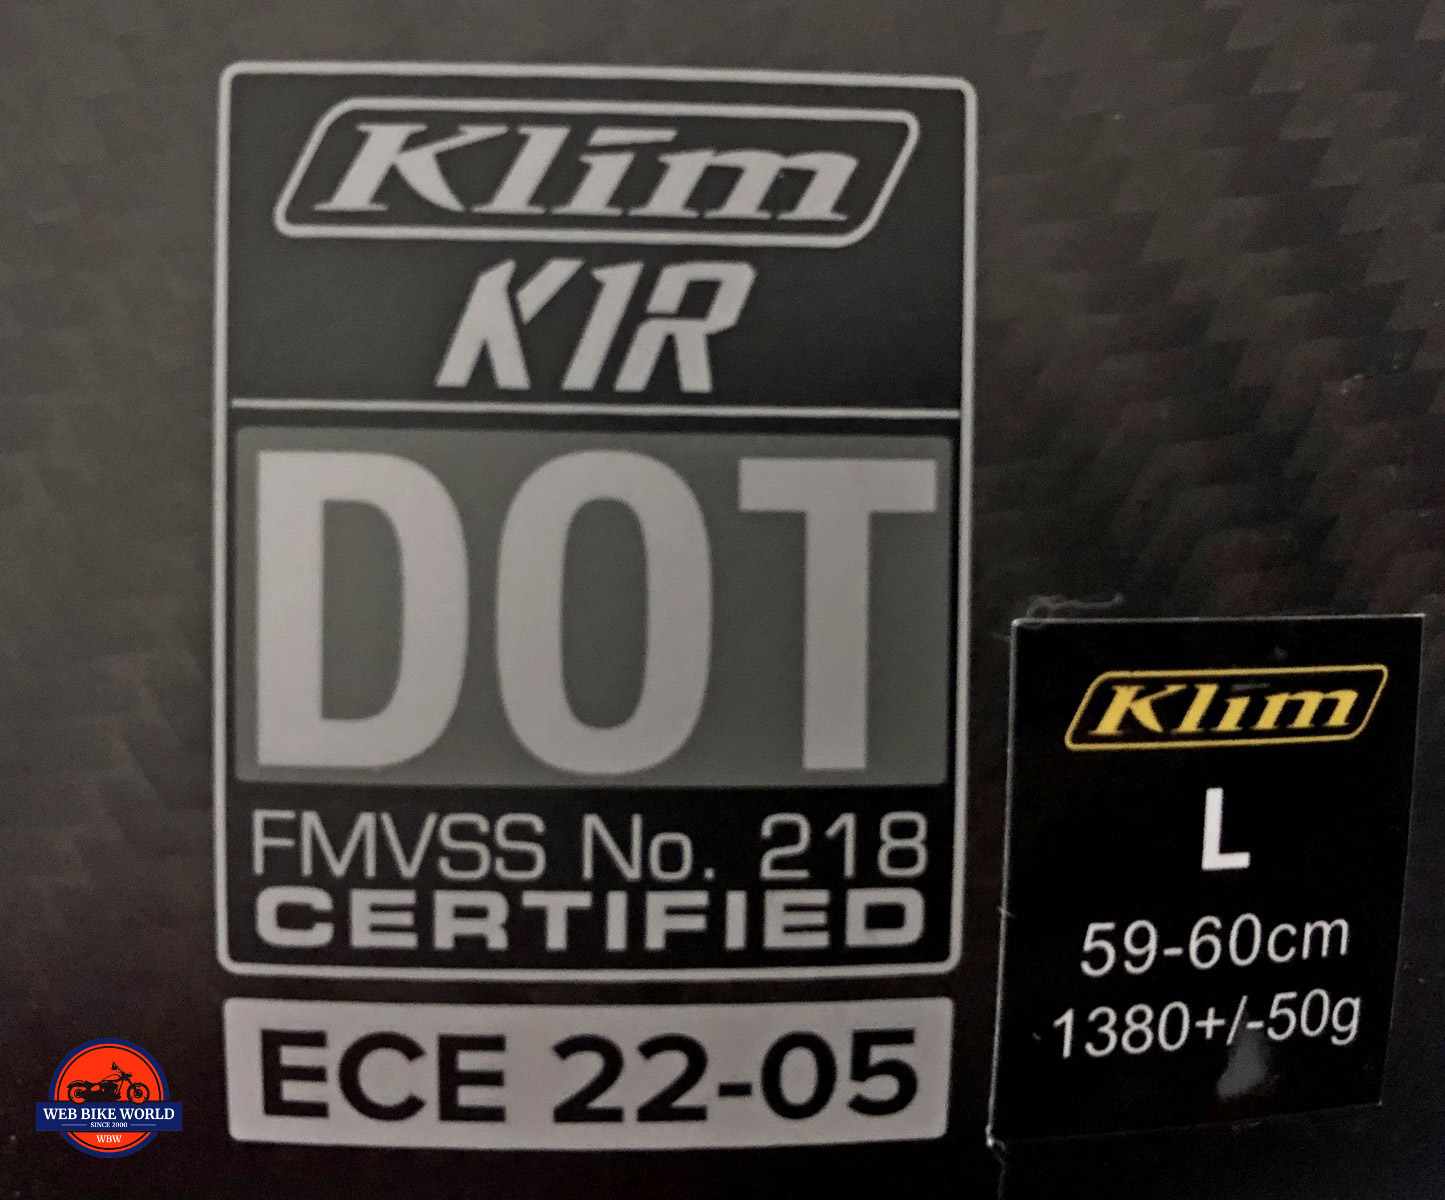 Klim
K1R
DOT
FMVSS No. 218
CERTIFIED
ECE 22-05
Klim
L
59-60cm
1380+/-50g
WEB BIKE WORLD
SINCE 2000
WBW